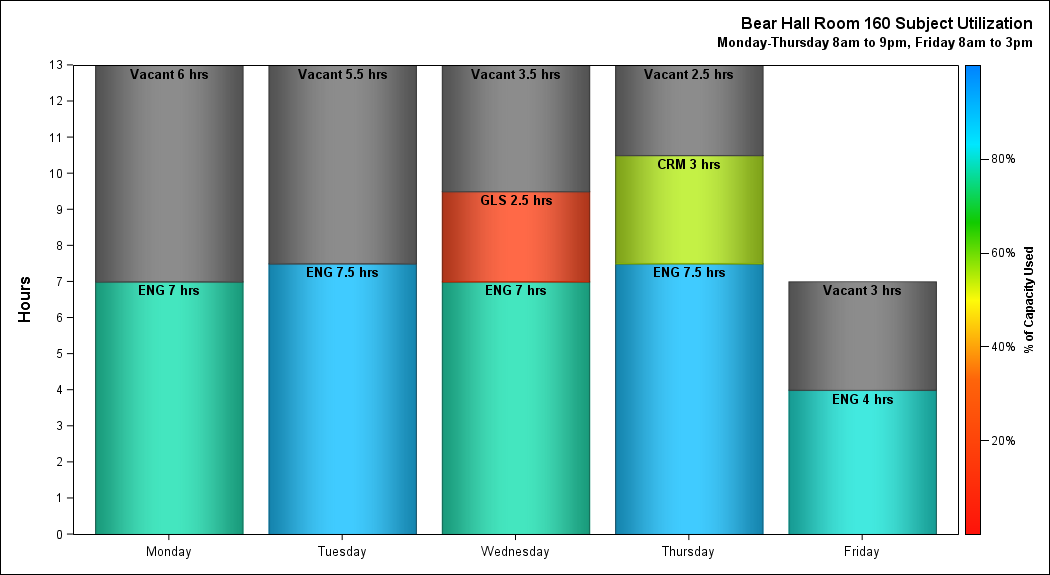 Bear Hall Room 160 Subject Utilization
Monday-Thursday 8am to 9pm, Friday 8am to 3pm
Hours
13
12
11
10
9
8
7
6
5
4
3
2
1
0
Vacant 6 hrs
ENG 7 hrs
Vacant 5.5 hrs
ENG 7.5 hrs
Vacant 3.5 hrs
GLS 2.5 hrs
ENG 7 hrs
Vacant 2.5 hrs
CRM 3 hrs
ENG 7.5 hrs
Vacant 3 hrs
ENG 4 hrs
Monday
Tuesday
Wednesday
Thursday
Friday
80%
60%
40%
20%
% of Capacity Used